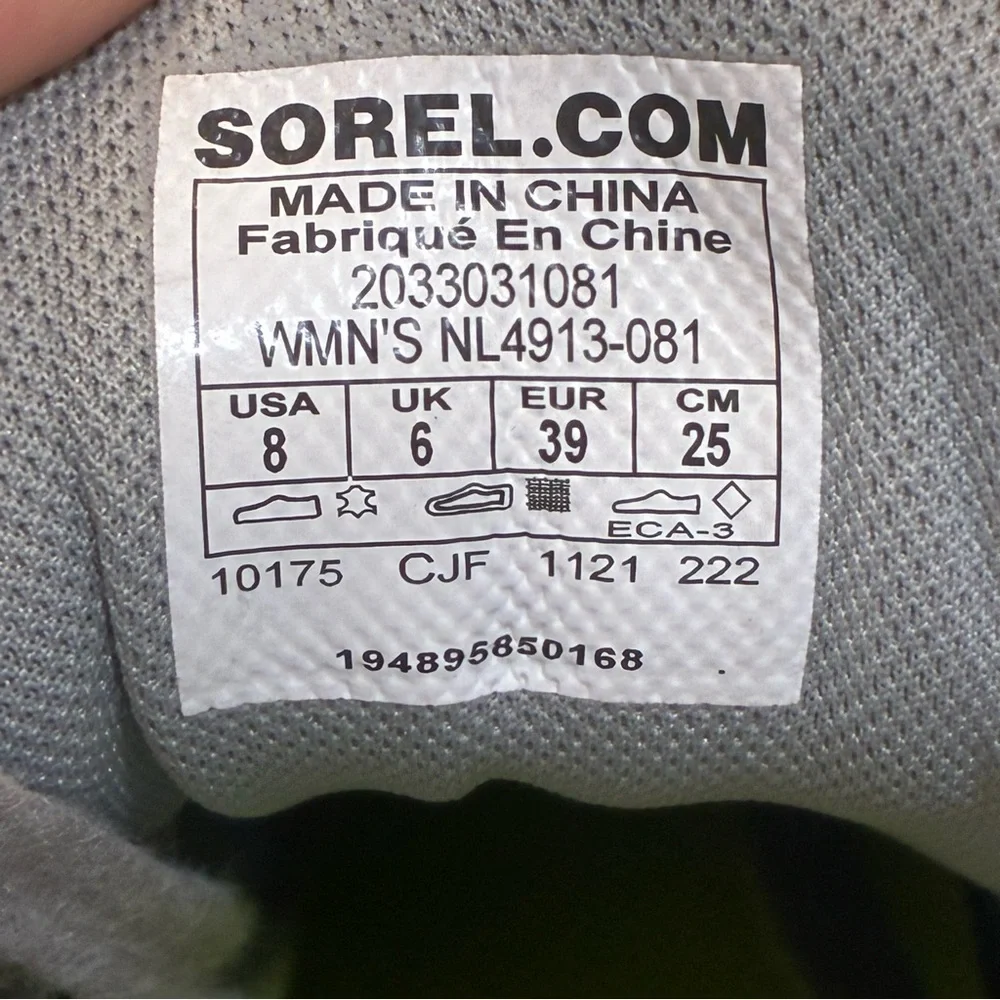 SOREL.COM
MADE IN CHINA
Fabriqué En Chine
2033031081
WMN'S NL4913-081
USA UK EUR CM
8 6 39 25
ECA-3
10175 CJF 1121 222
194895850168